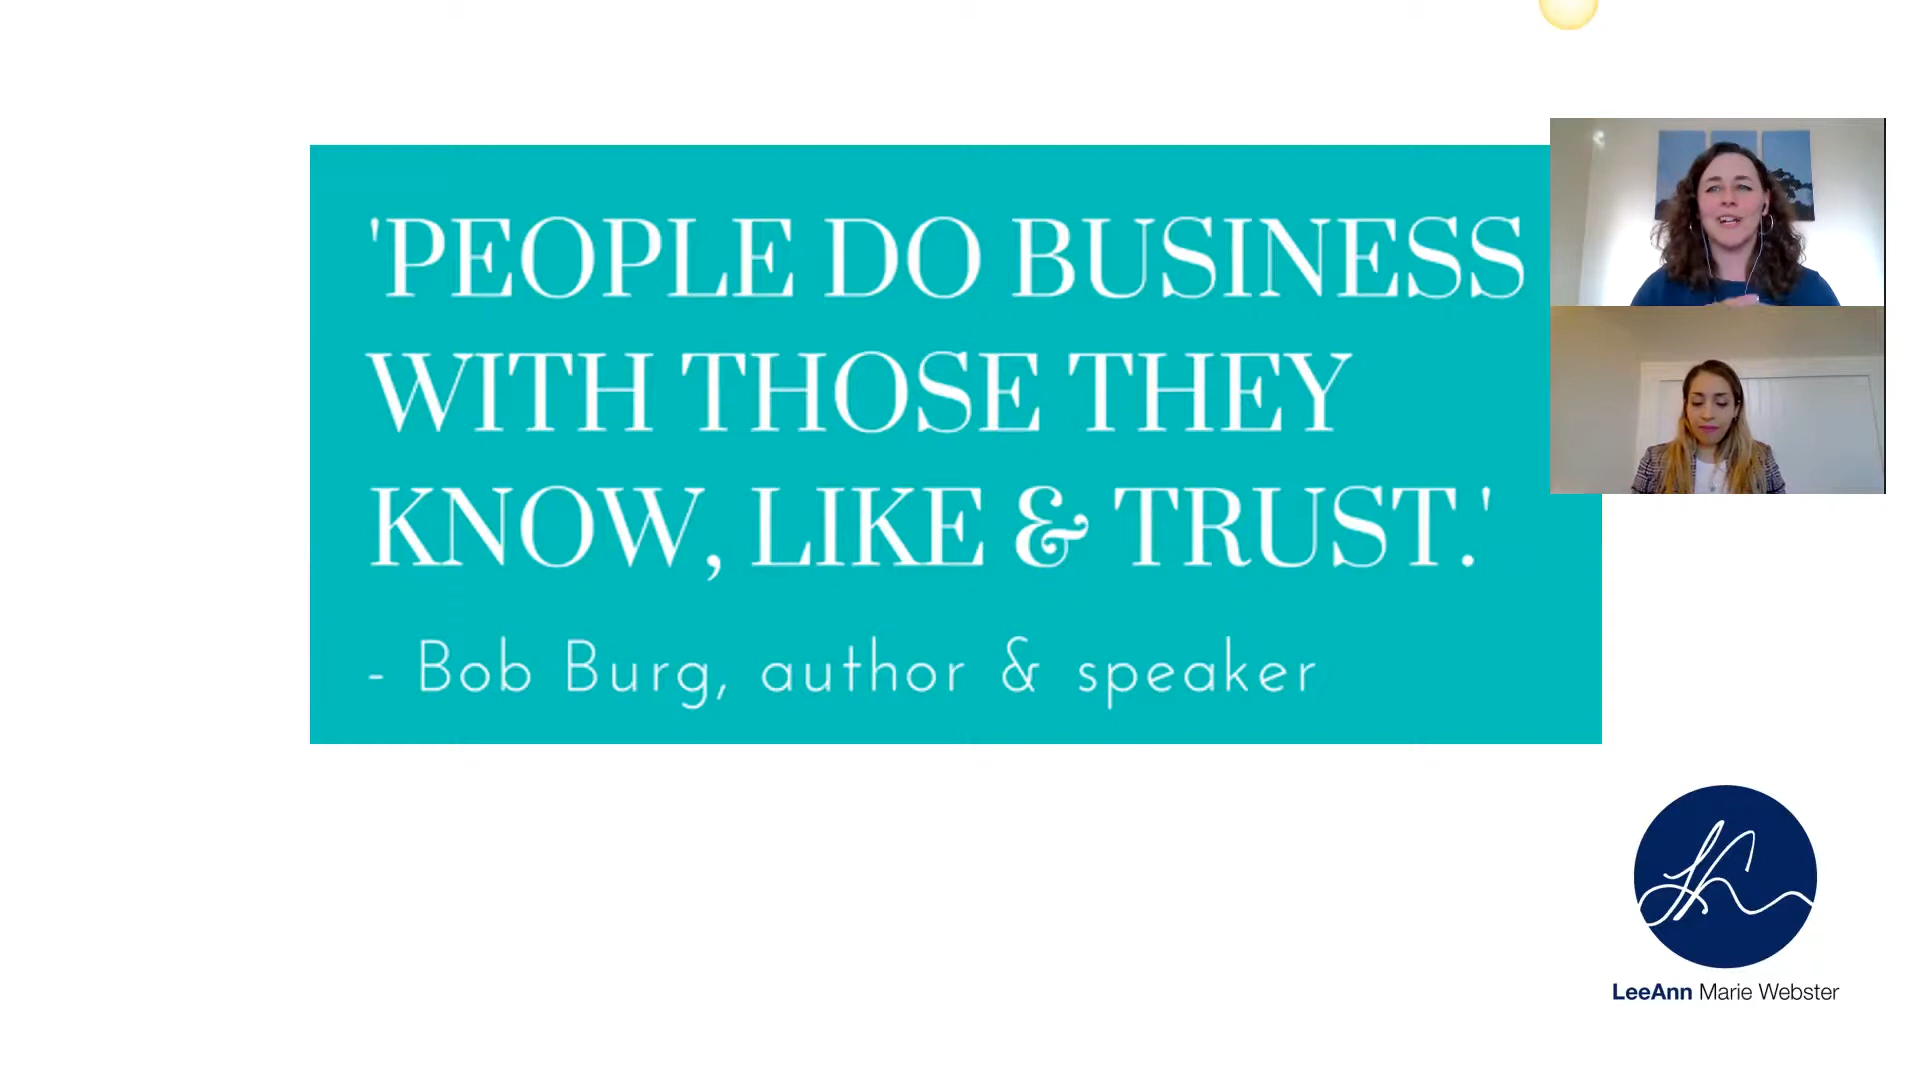 'PEOPLE DO BUSINESS
WITH THOSE THEY
KNOW, LIKE & TRUST.'
- Bob Burg, author & speaker
LeeAnn Marie Webster